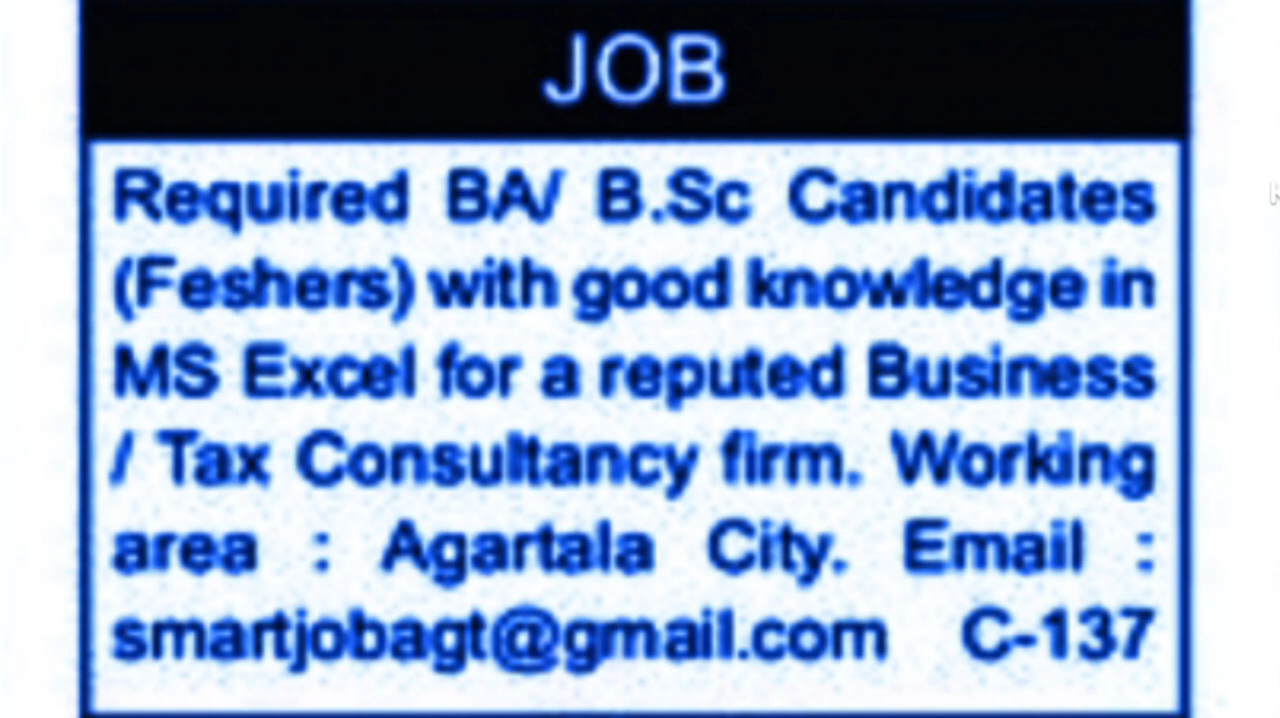 JOB
Required BA/ B.Sc Candidates
(Feshers) with good knowledge in
MS Excel for a reputed Business
/ Tax Consultancy firm. Working
area : Agartala City. Email :
smartjobagt@gmail.com C-137